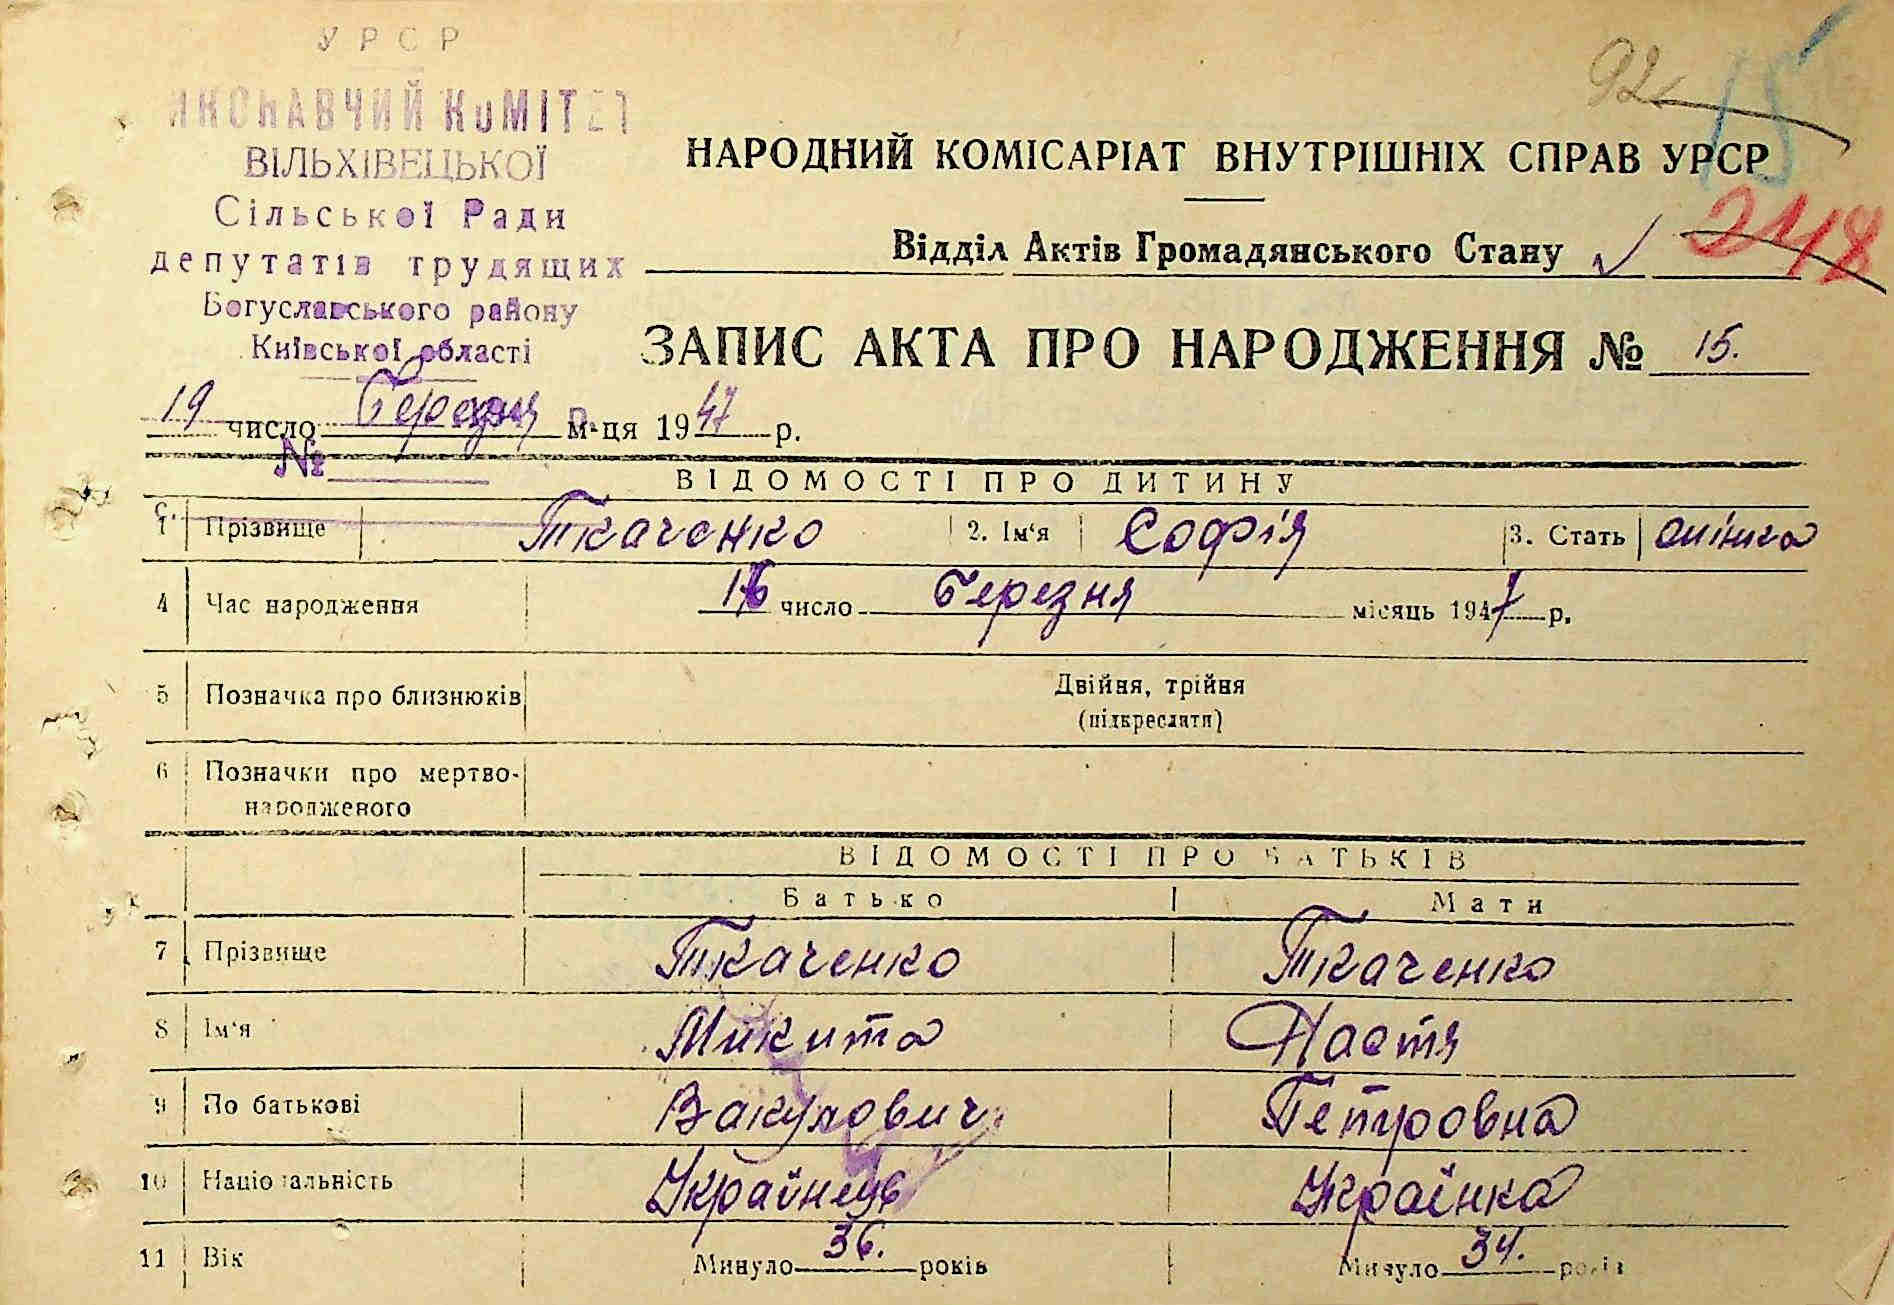 УРСР
ВИКОНАВЧИЙ КОМІТЕТ
ВІЛЬХІВЕЦЬКОЇ
Сільської Ради
депутатів трудящих
Богуславського району
Київської області
92
15
НАРОДНИЙ КОМІСАРІАТ ВНУТРІШНІХ СПРАВ УРСР
Відділ Актів Громадянського Стану
ЗАПИС АКТА ПРО НАРОДЖЕННЯ № 15.
19 число Березня м-ця 1947 р.
№
ВІДОМОСТІ ПРО ДИТИНУ
1 Прізвище Ткаченко 2. Ім‘я Софія 3. Стать жіноча
4 Час народження 16 число Березня місяць 1947 р.
5 Позначка про близнюків Двійня, трійня
(підкреслити)
6 Позначки про мертво-
народженого
ВІДОМОСТІ ПРО БАТЬКІВ
Батько Мати
7 Прізвище Ткаченко Ткаченко
8 Ім‘я Микита Настя
9 По батькові Вакулович Петровна
10 Національність Українець Українка
11 Вік Минуло 36. років Минуло 34. років